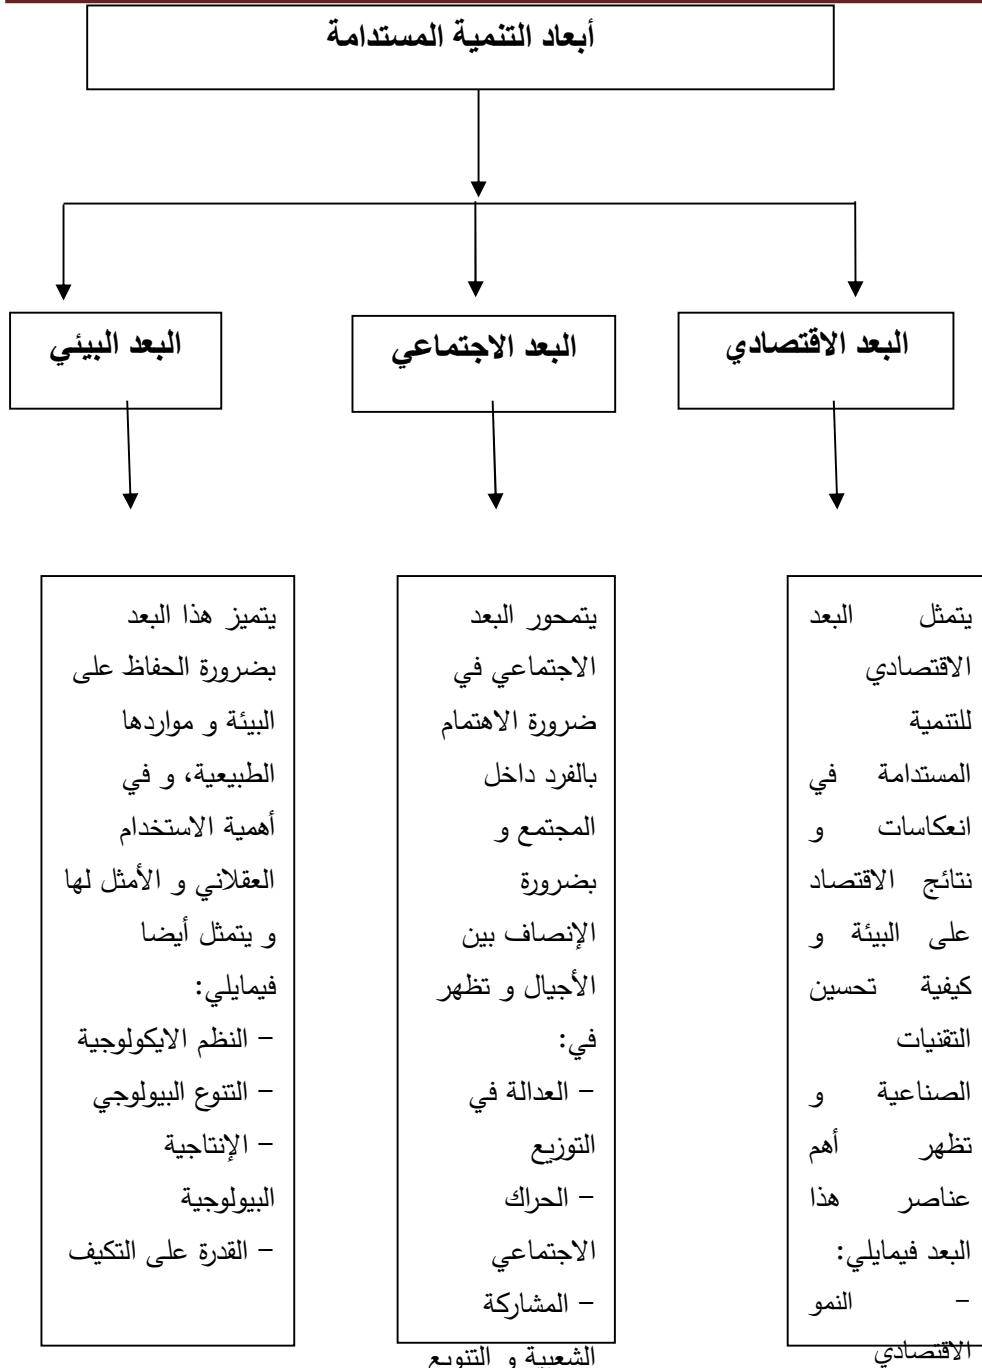 أبعاد التنمية المستدامة
البعد الاقتصادي
البعد الاجتماعي
البعد البيئي
يتمثل البعد
الاقتصادي
للتنمية
المستدامة في
انعكاسات و
نتائج الاقتصاد
على البيئة و
كيفية تحسين
التقنيات
الصناعية و
تظهر أهم
عناصر هذا
البعد فيمايلي:
– النمو
الاقتصادي
يتمحور البعد
الاجتماعي في
ضرورة الاهتمام
بالفرد داخل
المجتمع و
بضرورة
الإنصاف بين
الأجيال و تظهر
في:
– العدالة في
التوزيع
– الحراك
الاجتماعي
– المشاركة
الشعبية و التنويع
يتميز هذا البعد
بضرورة الحفاظ على
البيئة و مواردها
الطبيعية، و في
أهمية الاستخدام
العقلاني و الأمثل لها
و يتمثل أيضا
فيمايلي:
– النظم الايكولوجية
– التنوع البيولوجي
– الإنتاجية
البيولوجية
– القدرة على التكيف